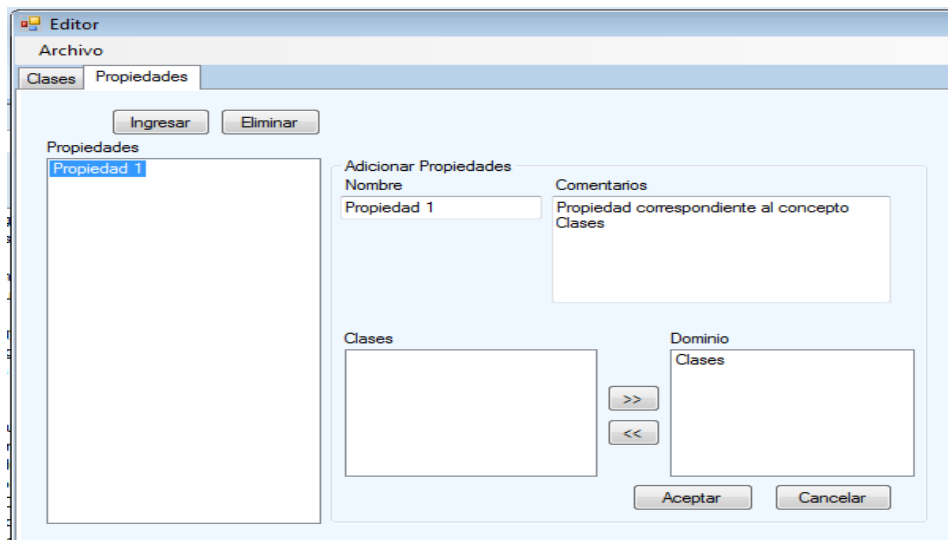 Editor
Archivo
Clases Propiedades
Ingresar Eliminar
Propiedades
Propiedad 1
Adicionar Propiedades
Nombre Comentarios
Propiedad 1 Propiedad correspondiente al concepto
Clases
Clases Dominio
Clases
>>
<<
Aceptar Cancelar